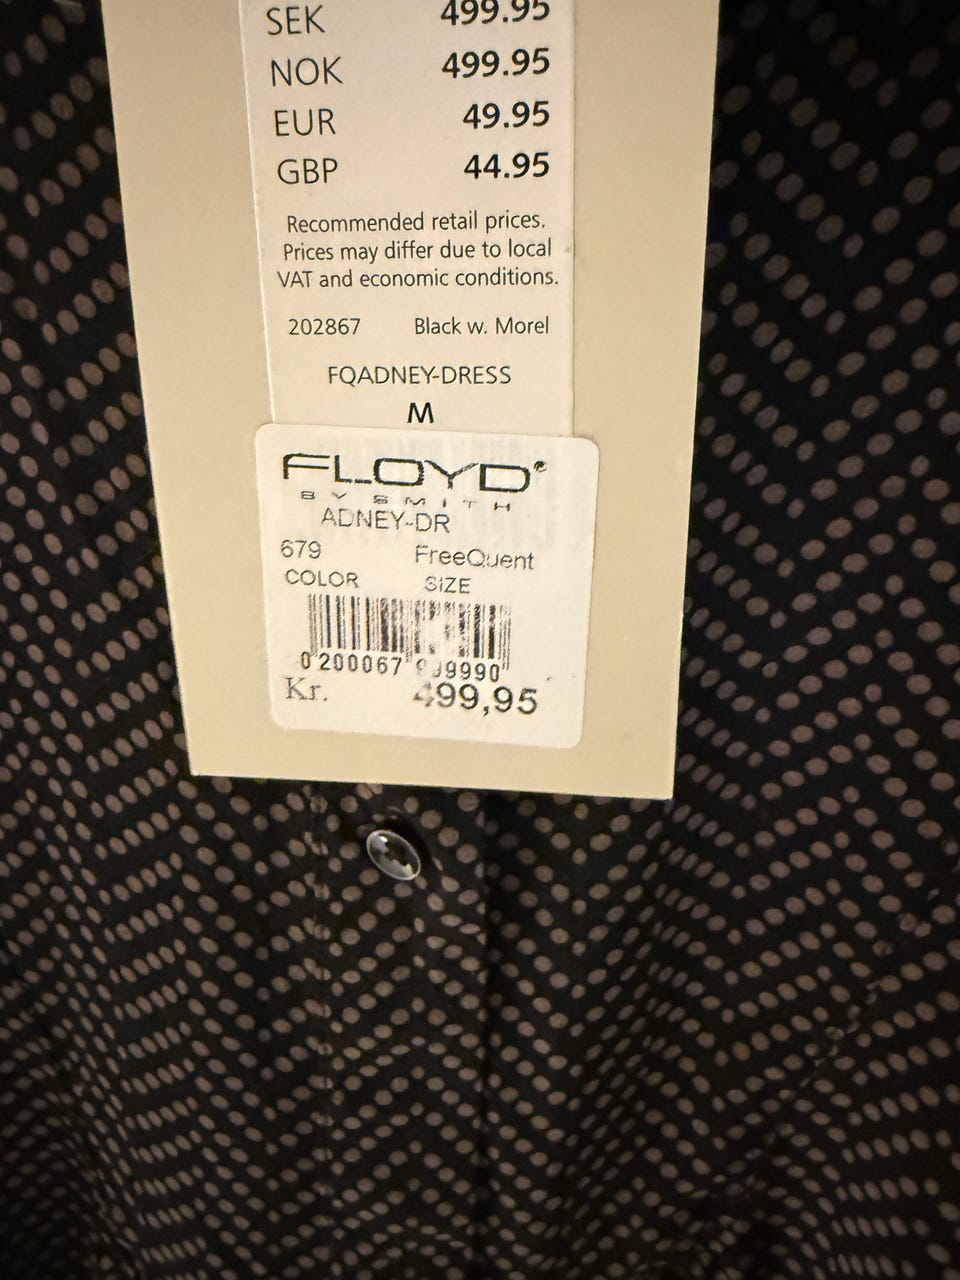 SEK 499.95
NOK 499.95
EUR 49.95
GBP 44.95
Recommended retail prices.
Prices may differ due to local
VAT and economic conditions.
202867 Black w. Morel
FQADNEY-DRESS
M
FLOYD
BY SMITH
ADNEY-DR
679 FreeQuent
COLOR SIZE
0 200067
Kr. 499,95